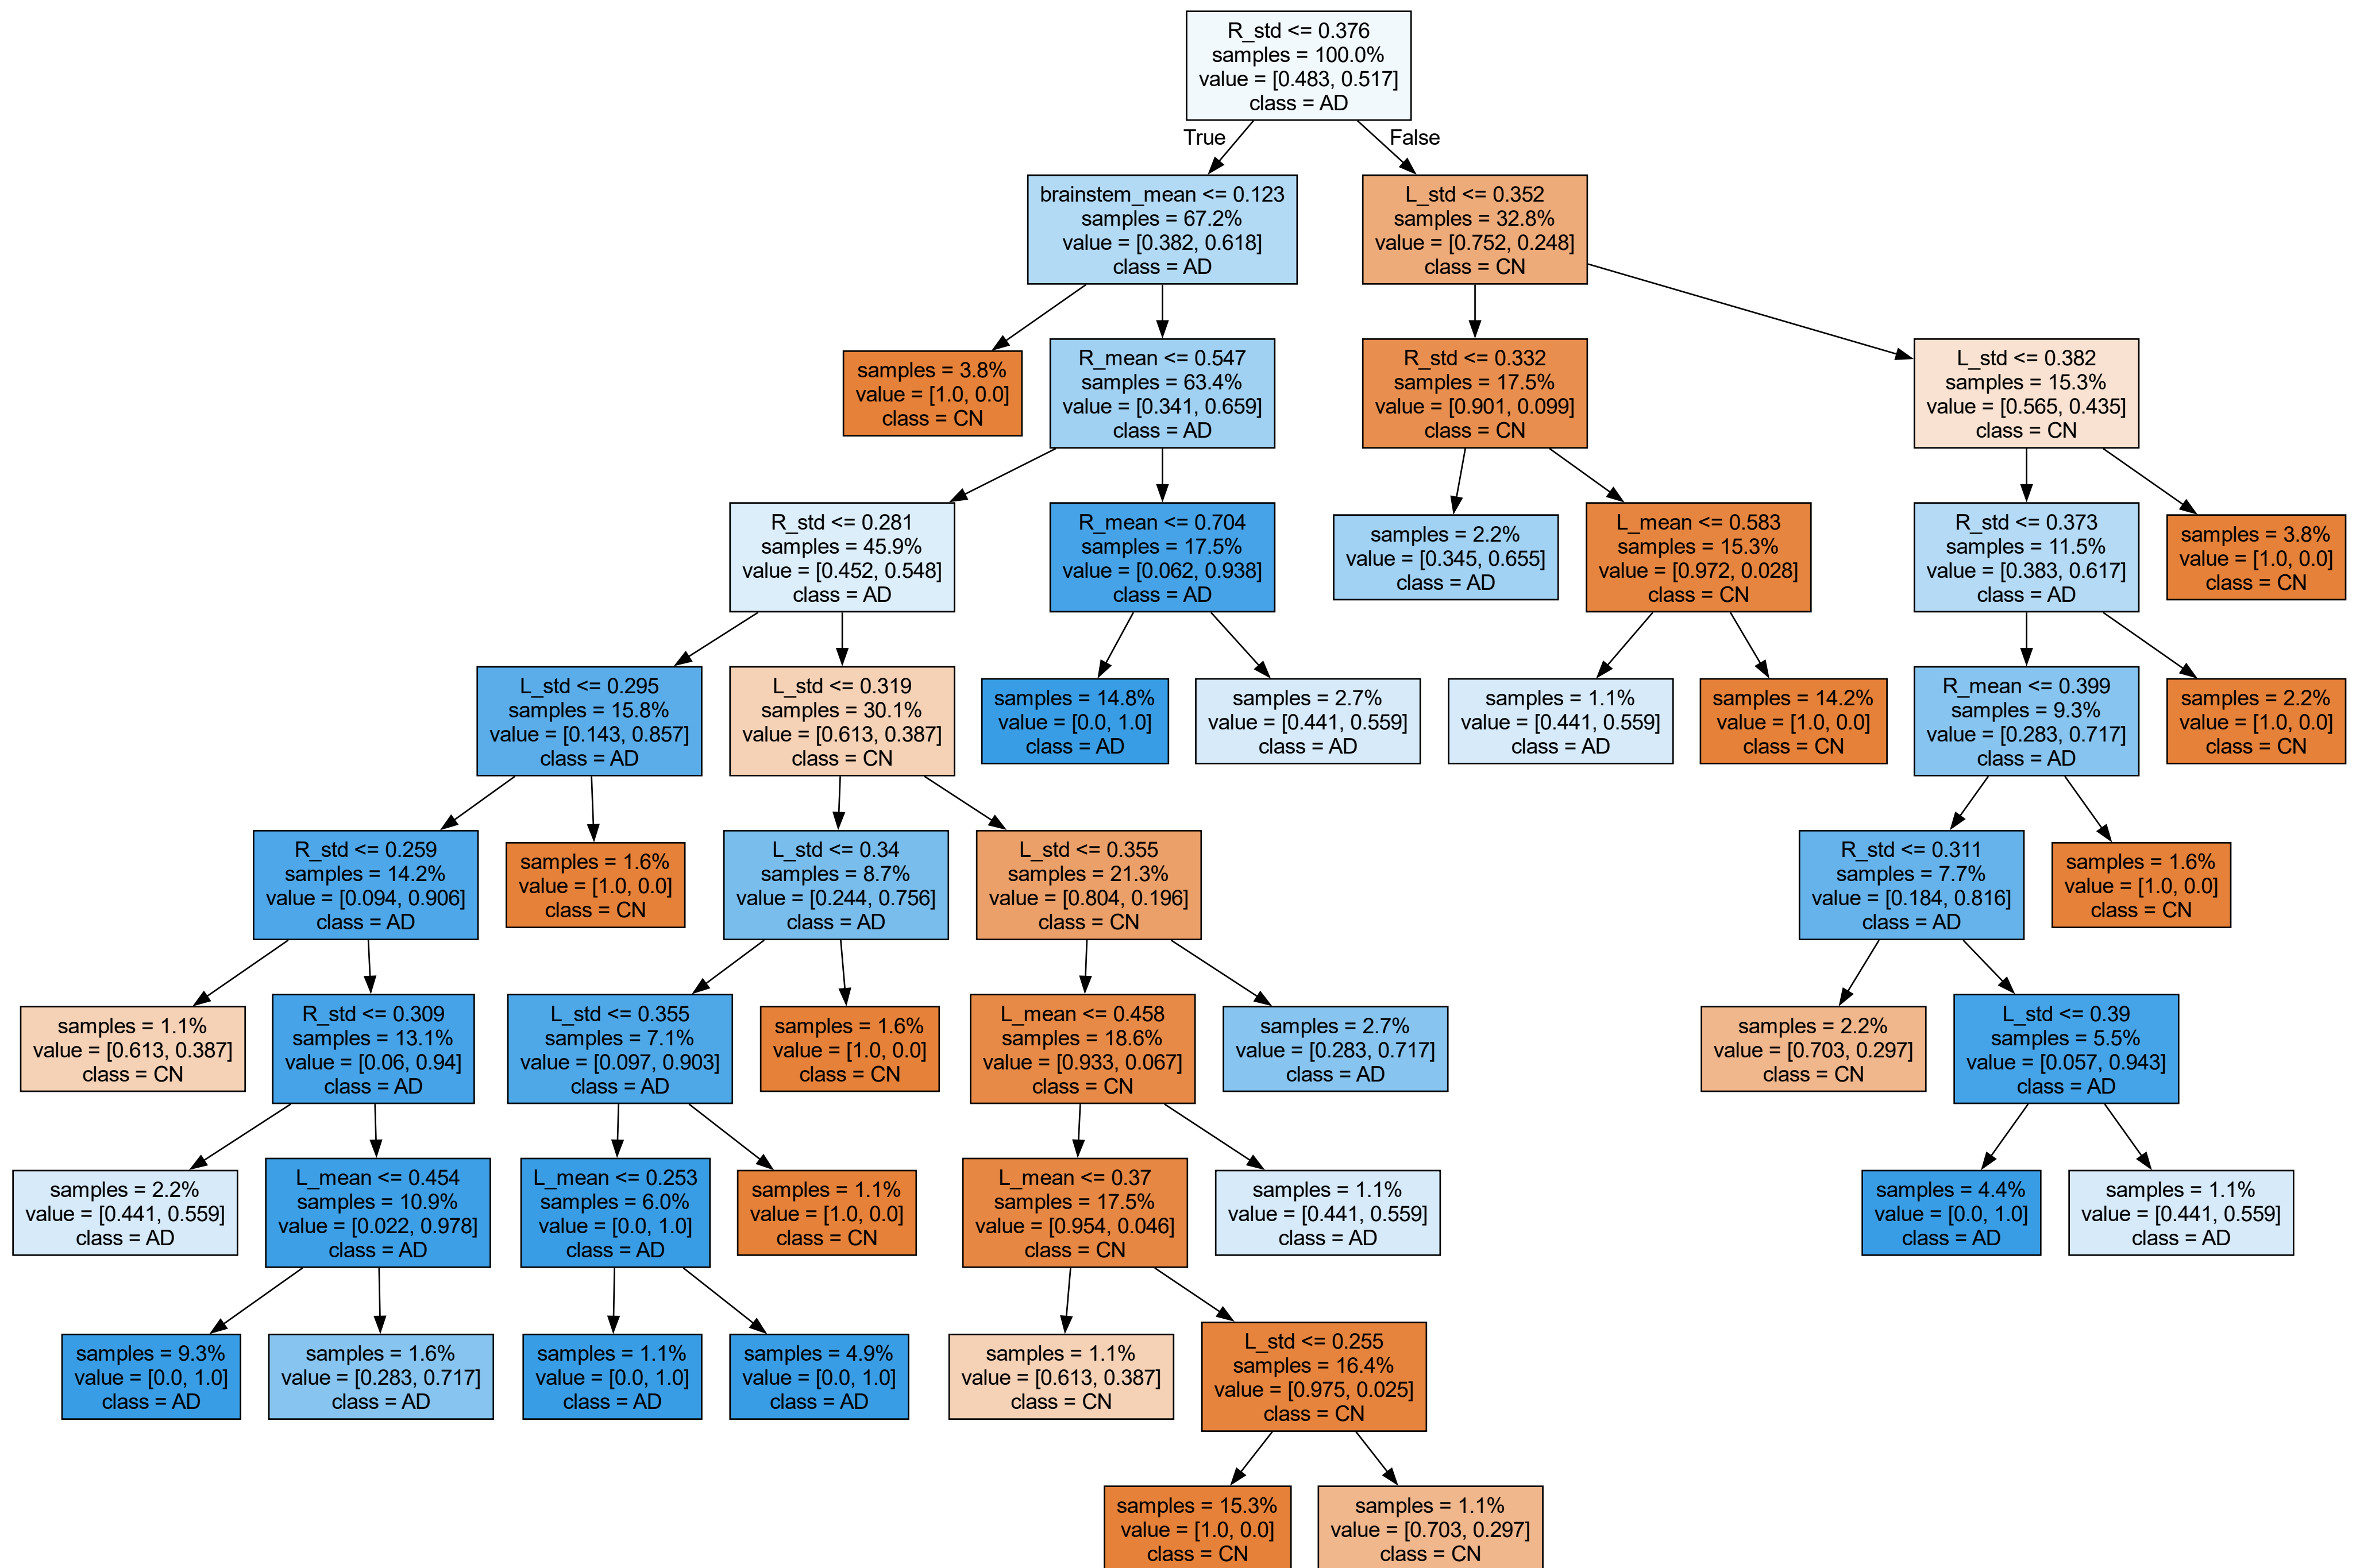 R_std <= 0.376
samples = 100.0%
value = [0.483, 0.517]
class = AD
True
False
brainstem_mean <= 0.123
samples = 67.2%
value = [0.382, 0.618]
class = AD
L_std <= 0.352
samples = 32.8%
value = [0.752, 0.248]
class = CN
samples = 3.8%
value = [1.0, 0.0]
class = CN
R_mean <= 0.547
samples = 63.4%
value = [0.341, 0.659]
class = AD
R_std <= 0.332
samples = 17.5%
value = [0.901, 0.099]
class = CN
L_std <= 0.382
samples = 15.3%
value = [0.565, 0.435]
class = CN
R_std <= 0.281
samples = 45.9%
value = [0.452, 0.548]
class = AD
R_mean <= 0.704
samples = 17.5%
value = [0.062, 0.938]
class = AD
samples = 2.2%
value = [0.345, 0.655]
class = AD
L_mean <= 0.583
samples = 15.3%
value = [0.972, 0.028]
class = CN
R_std <= 0.373
samples = 11.5%
value = [0.383, 0.617]
class = AD
samples = 3.8%
value = [1.0, 0.0]
class = CN
L_std <= 0.295
samples = 15.8%
value = [0.143, 0.857]
class = AD
L_std <= 0.319
samples = 30.1%
value = [0.613, 0.387]
class = CN
samples = 14.8%
value = [0.0, 1.0]
class = AD
samples = 2.7%
value = [0.441, 0.559]
class = AD
samples = 1.1%
value = [0.441, 0.559]
class = AD
samples = 14.2%
value = [1.0, 0.0]
class = CN
R_mean <= 0.399
samples = 9.3%
value = [0.283, 0.717]
class = AD
samples = 2.2%
value = [1.0, 0.0]
class = CN
R_std <= 0.259
samples = 14.2%
value = [0.094, 0.906]
class = AD
samples = 1.6%
value = [1.0, 0.0]
class = CN
L_std <= 0.34
samples = 8.7%
value = [0.244, 0.756]
class = AD
L_std <= 0.355
samples = 21.3%
value = [0.804, 0.196]
class = CN
R_std <= 0.311
samples = 7.7%
value = [0.184, 0.816]
class = AD
samples = 1.6%
value = [1.0, 0.0]
class = CN
samples = 1.1%
value = [0.613, 0.387]
class = CN
R_std <= 0.309
samples = 13.1%
value = [0.06, 0.94]
class = AD
L_std <= 0.355
samples = 7.1%
value = [0.097, 0.903]
class = AD
samples = 1.6%
value = [1.0, 0.0]
class = CN
L_mean <= 0.458
samples = 18.6%
value = [0.933, 0.067]
class = CN
samples = 2.7%
value = [0.283, 0.717]
class = AD
samples = 2.2%
value = [0.703, 0.297]
class = CN
L_std <= 0.39
samples = 5.5%
value = [0.057, 0.943]
class = AD
samples = 2.2%
value = [0.441, 0.559]
class = AD
L_mean <= 0.454
samples = 10.9%
value = [0.022, 0.978]
class = AD
L_mean <= 0.253
samples = 6.0%
value = [0.0, 1.0]
class = AD
samples = 1.1%
value = [1.0, 0.0]
class = CN
L_mean <= 0.37
samples = 17.5%
value = [0.954, 0.046]
class = CN
samples = 1.1%
value = [0.441, 0.559]
class = AD
samples = 4.4%
value = [0.0, 1.0]
class = AD
samples = 1.1%
value = [0.441, 0.559]
class = AD
samples = 9.3%
value = [0.0, 1.0]
class = AD
samples = 1.6%
value = [0.283, 0.717]
class = AD
samples = 1.1%
value = [0.0, 1.0]
class = AD
samples = 4.9%
value = [0.0, 1.0]
class = AD
samples = 1.1%
value = [0.613, 0.387]
class = CN
L_std <= 0.255
samples = 16.4%
value = [0.975, 0.025]
class = CN
samples = 15.3%
value = [1.0, 0.0]
class = CN
samples = 1.1%
value = [0.703, 0.297]
class = CN